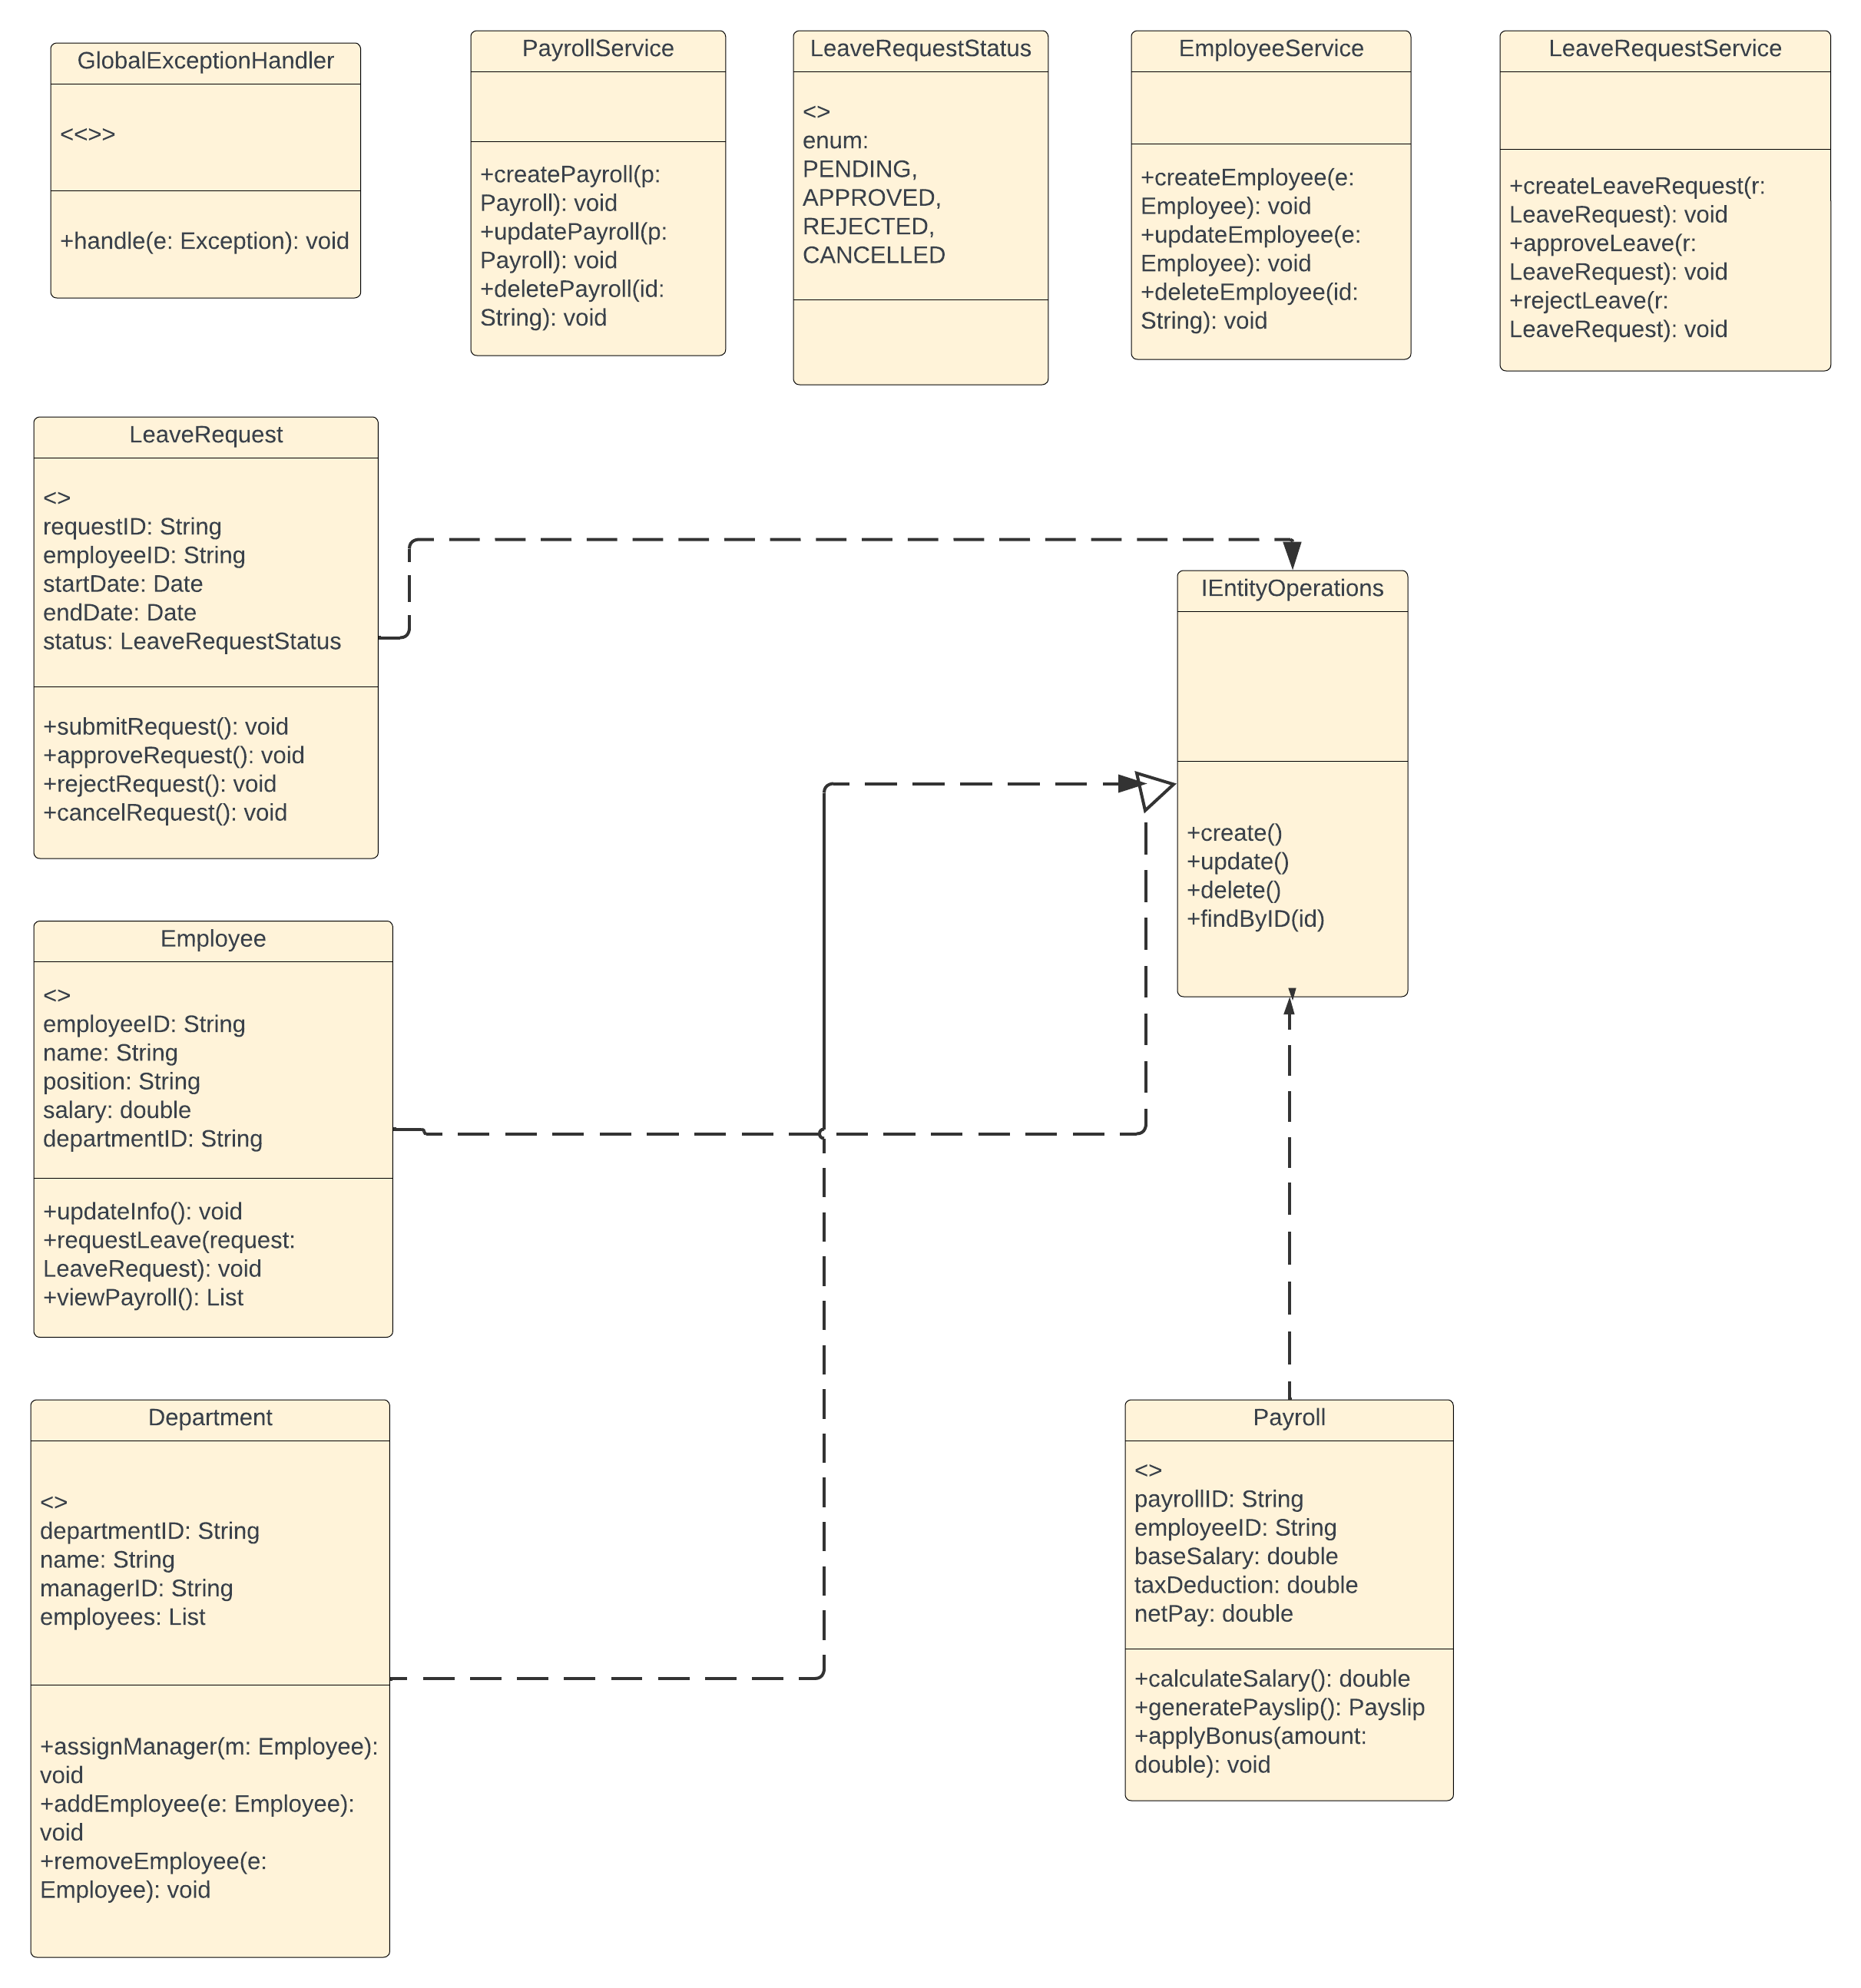 GlobalExceptionHandler
<<>>
+handle(e: Exception): void
PayrollService
+createPayroll(p:
Payroll): void
+updatePayroll(p:
Payroll): void
+deletePayroll(id:
String): void
LeaveRequestStatus
<>
enum:
PENDING,
APPROVED,
REJECTED,
CANCELLED
EmployeeService
+createEmployee(e:
Employee): void
+updateEmployee(e:
Employee): void
+deleteEmployee(id:
String): void
LeaveRequestService
+createLeaveRequest(r:
LeaveRequest): void
+approveLeave(r:
LeaveRequest): void
+rejectLeave(r:
LeaveRequest): void
LeaveRequest
<>
requestID: String
employeeID: String
startDate: Date
endDate: Date
status: LeaveRequestStatus
+submitRequest(): void
+approveRequest(): void
+rejectRequest(): void
+cancelRequest(): void
IEntityOperations
+create()
+update()
+delete()
+findByID(id)
Employee
<>
employeeID: String
name: String
position: String
salary: double
departmentID: String
+updateInfo(): void
+requestLeave(request:
LeaveRequest): void
+viewPayroll(): List
Department
<>
departmentID: String
name: String
managerID: String
employees: List
+assignManager(m: Employee):
void
+addEmployee(e: Employee):
void
+removeEmployee(e:
Employee): void
Payroll
<>
payrollID: String
employeeID: String
baseSalary: double
taxDeduction: double
netPay: double
+calculateSalary(): double
+generatePayslip(): Payslip
+applyBonus(amount:
double): void